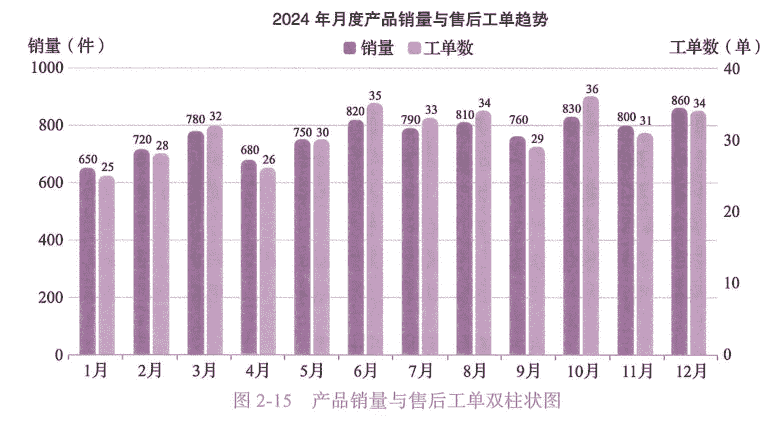 2024 年月度产品销量与售后工单趋势
销量（件） 销量 工单数 工单数（单）
1000 40
800 30
600 20
400 10
200 0
0
650 25 720 28 780 32 680 26 750 30 820 35 790 33 810 34 760 29 830 36 800 31 860 34
1月 2月 3月 4月 5月 6月 7月 8月 9月 10月 11月 12月
图 2-15 产品销量与售后工单双柱状图